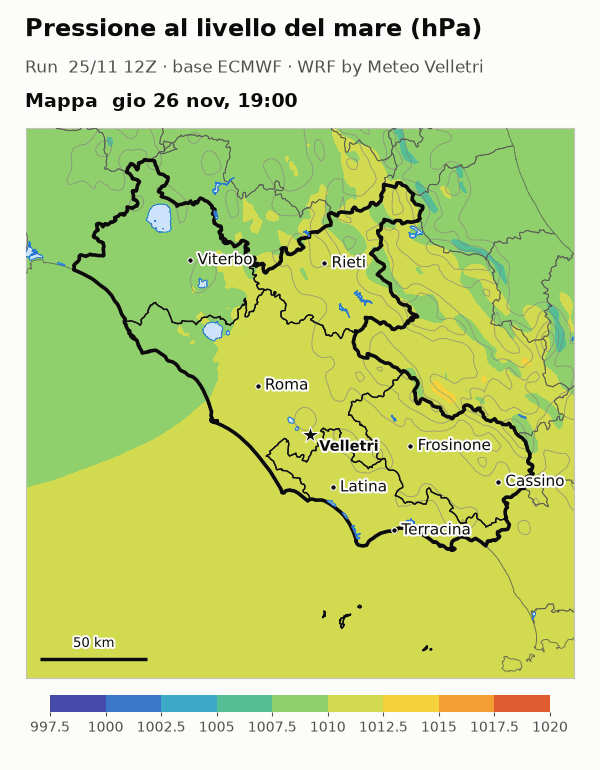 Pressione al livello del mare (hPa)
Run  25/11 12Z · base ECMWF · WRF by Meteo Velletri
Mappa  gio 26 nov, 19:00
Viterbo
Rieti
Roma
Velletri
Frosinone
Latina
Cassino
Terracina
50 km
997.5 1000 1002.5 1005 1007.5 1010 1012.5 1015 1017.5 1020